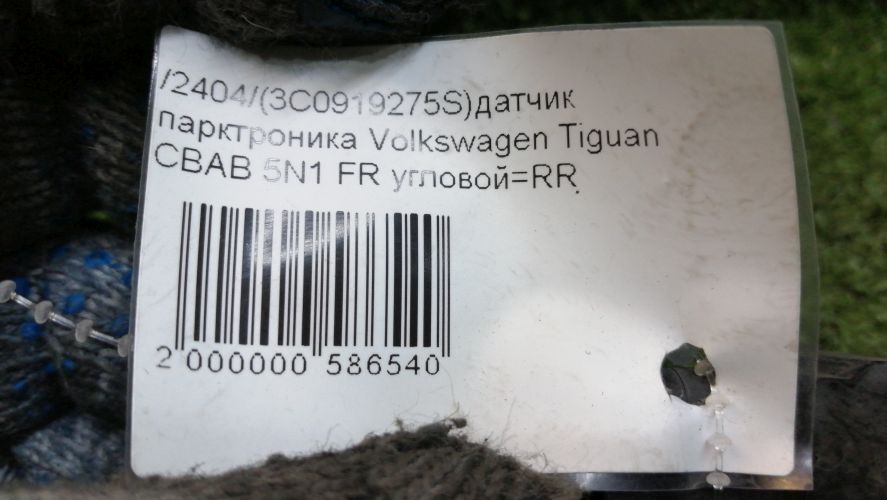 /2404/(3C0919275S)датчик
парктроника Volkswagen Tiguan
CBAB 5N1 FR угловой=RR
2 000000 586540